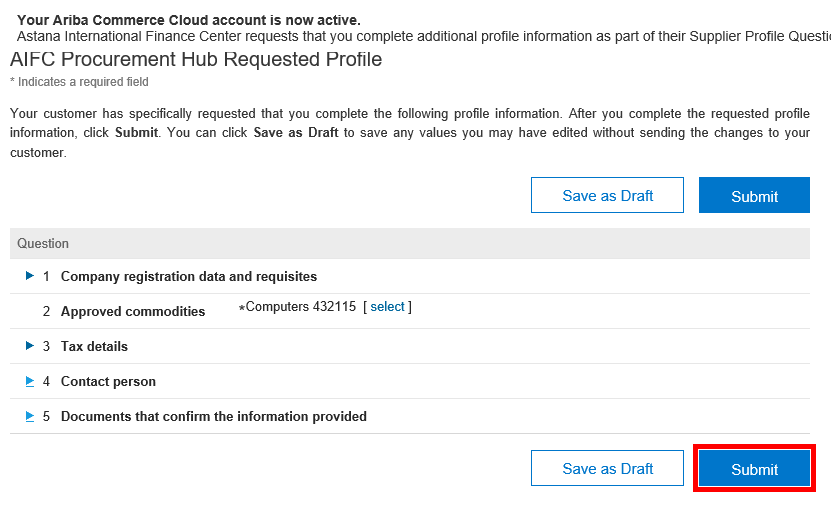 Your Ariba Commerce Cloud account is now active.
Astana International Finance Center requests that you complete additional profile information as part of their Supplier Profile
AIFC Procurement Hub Requested Profile
* Indicates a required field
Your customer has specifically requested that you complete the following profile information. After you complete the requested profile
information, click Submit. You can click Save as Draft to save any values you may have edited without sending the changes to your
customer.
Save as Draft Submit
Question
1 Company registration data and requisites
2 Approved commodities *Computers 432115 [ select ]
3 Tax details
4 Contact person
5 Documents that confirm the information provided
Save as Draft Submit